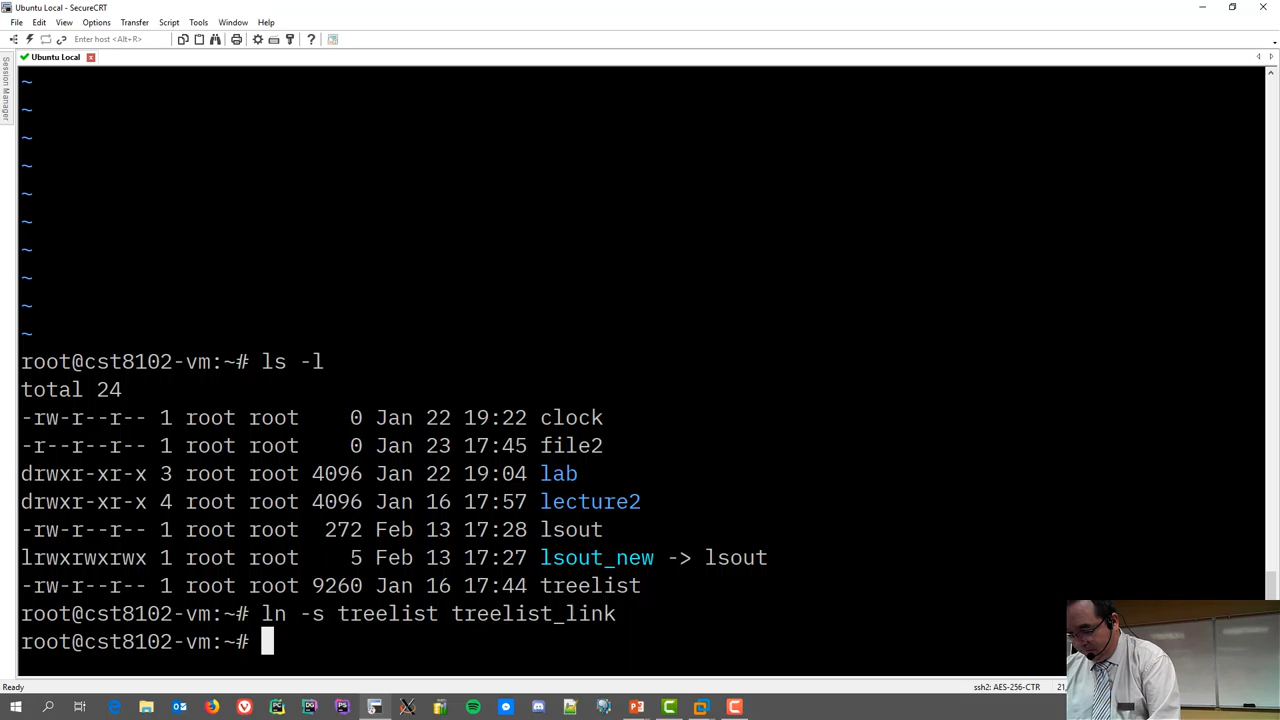 Ubuntu Local - SecureCRT
File Edit View Options Transfer Script Tools Window Help
Enter host <Alt+R>
Session Manager
Ubuntu Local
~
~
~
~
~
~
~
~
~
~
root@cst8102-vm:~# ls -l
total 24
-rw-r--r-- 1 root root    0 Jan 22 19:22 clock
-r--r--r-- 1 root root    0 Jan 23 17:45 file2
drwxr-xr-x 3 root root 4096 Jan 22 19:04 lab
drwxr-xr-x 4 root root 4096 Jan 16 17:57 lecture2
-rw-r--r-- 1 root root  272 Feb 13 17:28 lsout
lrwxrwxrwx 1 root root    5 Feb 13 17:27 lsout_new -> lsout
-rw-r--r-- 1 root root 9260 Jan 16 17:44 treelist
root@cst8102-vm:~# ln -s treelist treelist_link
root@cst8102-vm:~#
Ready
ssh2: AES-256-CTR
21,